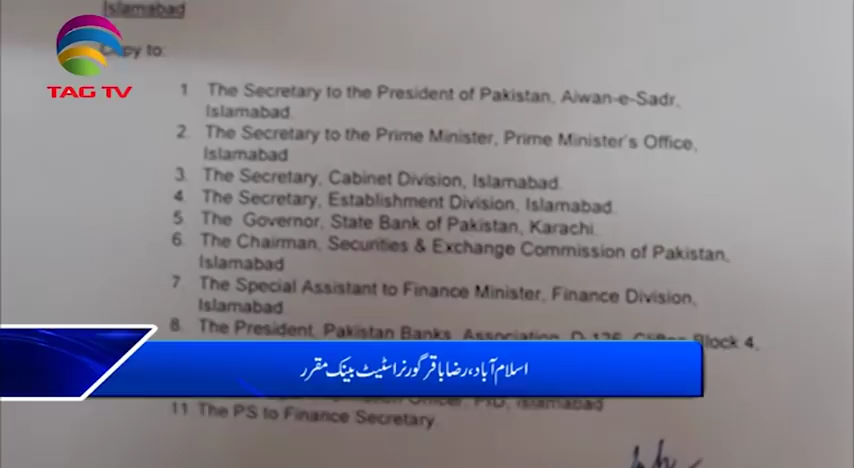 Islamabad
Copy to:
TAG TV
1 The Secretary to the President of Pakistan, Aiwan-e-Sadr,
Islamabad
2. The Secretary to the Prime Minister, Prime Minister's Office,
Islamabad
3. The Secretary, Cabinet Division, Islamabad.
4. The Secretary, Establishment Division, Islamabad.
5. The Governor, State Bank of Pakistan, Karachi.
6. The Chairman, Securities & Exchange Commission of Pakistan,
Islamabad
7. The Special Assistant to Finance Minister, Finance Division,
Islamabad.
8. The President, Pakistan Banks Association, Block 4,
اسلام آباد، رضا باقر گورنر اسٹیٹ بینک مقرر
Officer, PID, Islamabad
11 The PS to Finance Secretary.